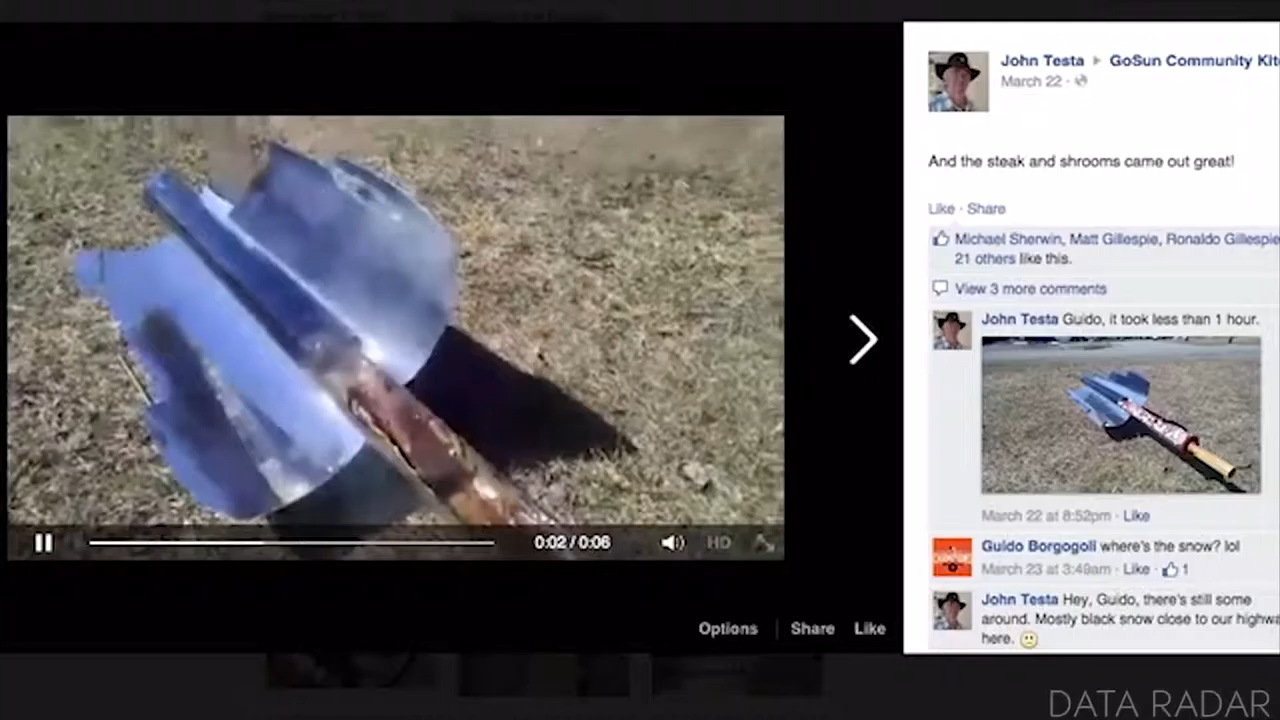 John Testa ▸ GoSun Community Kit
March 22 ·
And the steak and shrooms came out great!
Like · Share
Michael Sherwin, Matt Gillespie, Ronaldo Gillespie
21 others like this.
View 3 more comments
John Testa Guido, it took less than 1 hour.
March 22 at 8:52pm · Like
Guido Borgogoli where's the snow? lol
March 23 at 3:49am · Like · 1
John Testa Hey, Guido, there's still some
around. Mostly black snow close to our highwa
here.
0:02 / 0:06
HD
Options
Share
Like
DATA RADAR